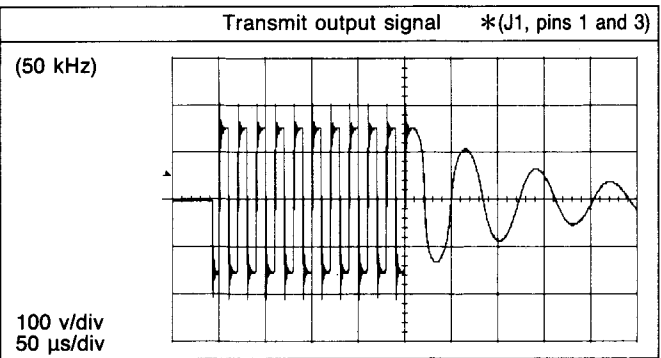 Transmit output signal *(J1, pins 1 and 3)
(50 kHz)
100 v/div
50 µs/div